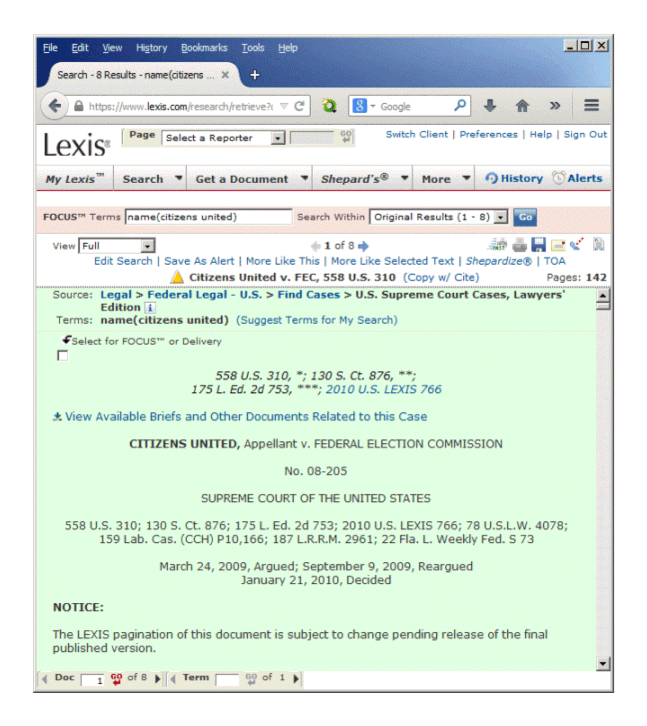 File Edit View History Bookmarks Tools Help
Search - 8 Results - name(citizens ... × +
https://www.lexis.com/research/retrieve? Google
Lexis® Page Select a Reporter GO Switch Client | Preferences | Help | Sign Out
My Lexis™ Search Get a Document Shepard's® More History Alerts
FOCUS™ Terms name(citizens united) Search Within Original Results (1 - 8) Go
View Full 1 of 8
Edit Search | Save As Alert | More Like This | More Like Selected Text | Shepardize® | TOA
Citizens United v. FEC, 558 U.S. 310 (Copy w/ Cite) Pages: 142
Source: Legal > Federal Legal - U.S. > Find Cases > U.S. Supreme Court Cases, Lawyers'
Edition i
Terms: name(citizens united) (Suggest Terms for My Search)
Select for FOCUS™ or Delivery
558 U.S. 310, *; 130 S. Ct. 876, **;
175 L. Ed. 2d 753, ***; 2010 U.S. LEXIS 766
View Available Briefs and Other Documents Related to this Case
CITIZENS UNITED, Appellant v. FEDERAL ELECTION COMMISSION
No. 08-205
SUPREME COURT OF THE UNITED STATES
558 U.S. 310; 130 S. Ct. 876; 175 L. Ed. 2d 753; 2010 U.S. LEXIS 766; 78 U.S.L.W. 4078;
159 Lab. Cas. (CCH) P10,166; 187 L.R.R.M. 2961; 22 Fla. L. Weekly Fed. S 73
March 24, 2009, Argued; September 9, 2009, Reargued
January 21, 2010, Decided
NOTICE:
The LEXIS pagination of this document is subject to change pending release of the final
published version.
Doc 1 GO of 8 Term GO of 1